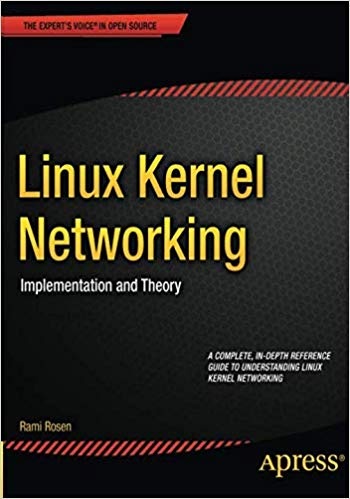 THE EXPERT'S VOICE® IN OPEN SOURCE
Linux Kernel
Networking
Implementation and Theory
A COMPLETE, IN-DEPTH REFERENCE
GUIDE TO UNDERSTANDING LINUX
KERNEL NETWORKING
Rami Rosen
Apress®